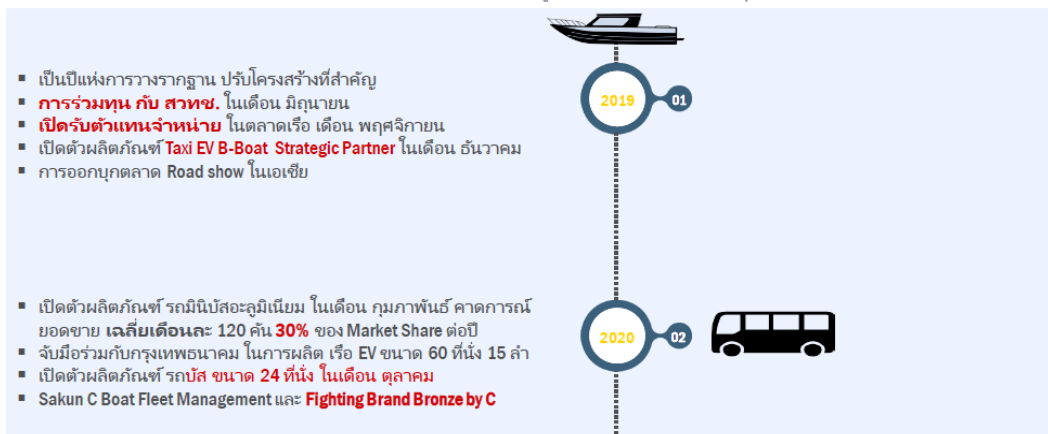 ▪ เป็นปีแห่งการวางรากฐาน ปรับโครงสร้างที่สำคัญ
▪ การร่วมทุน กับ สวทช. ในเดือน มิถุนายน
▪ เปิดรับตัวแทนจำหน่าย ในตลาดเรือ เดือน พฤศจิกายน
▪ เปิดตัวผลิตภัณฑ์ Taxi EV B-Boat Strategic Partner ในเดือน ธันวาคม
▪ การออกบุกตลาด Road show ในเอเซีย
2019 01
▪ เปิดตัวผลิตภัณฑ์ รถมินิบัสอะลูมิเนียม ในเดือน กุมภาพันธ์ คาดการณ์
ยอดขาย เฉลี่ยเดือนละ 120 คัน 30% ของ Market Share ต่อปี
▪ จับมือร่วมกับกรุงเทพธนาคม ในการผลิต เรือ EV ขนาด 60 ที่นั่ง 15 ลำ
▪ เปิดตัวผลิตภัณฑ์ รถบัส ขนาด 24 ที่นั่ง ในเดือน ตุลาคม
▪ Sakun C Boat Fleet Management และ Fighting Brand Bronze by C
2020 02